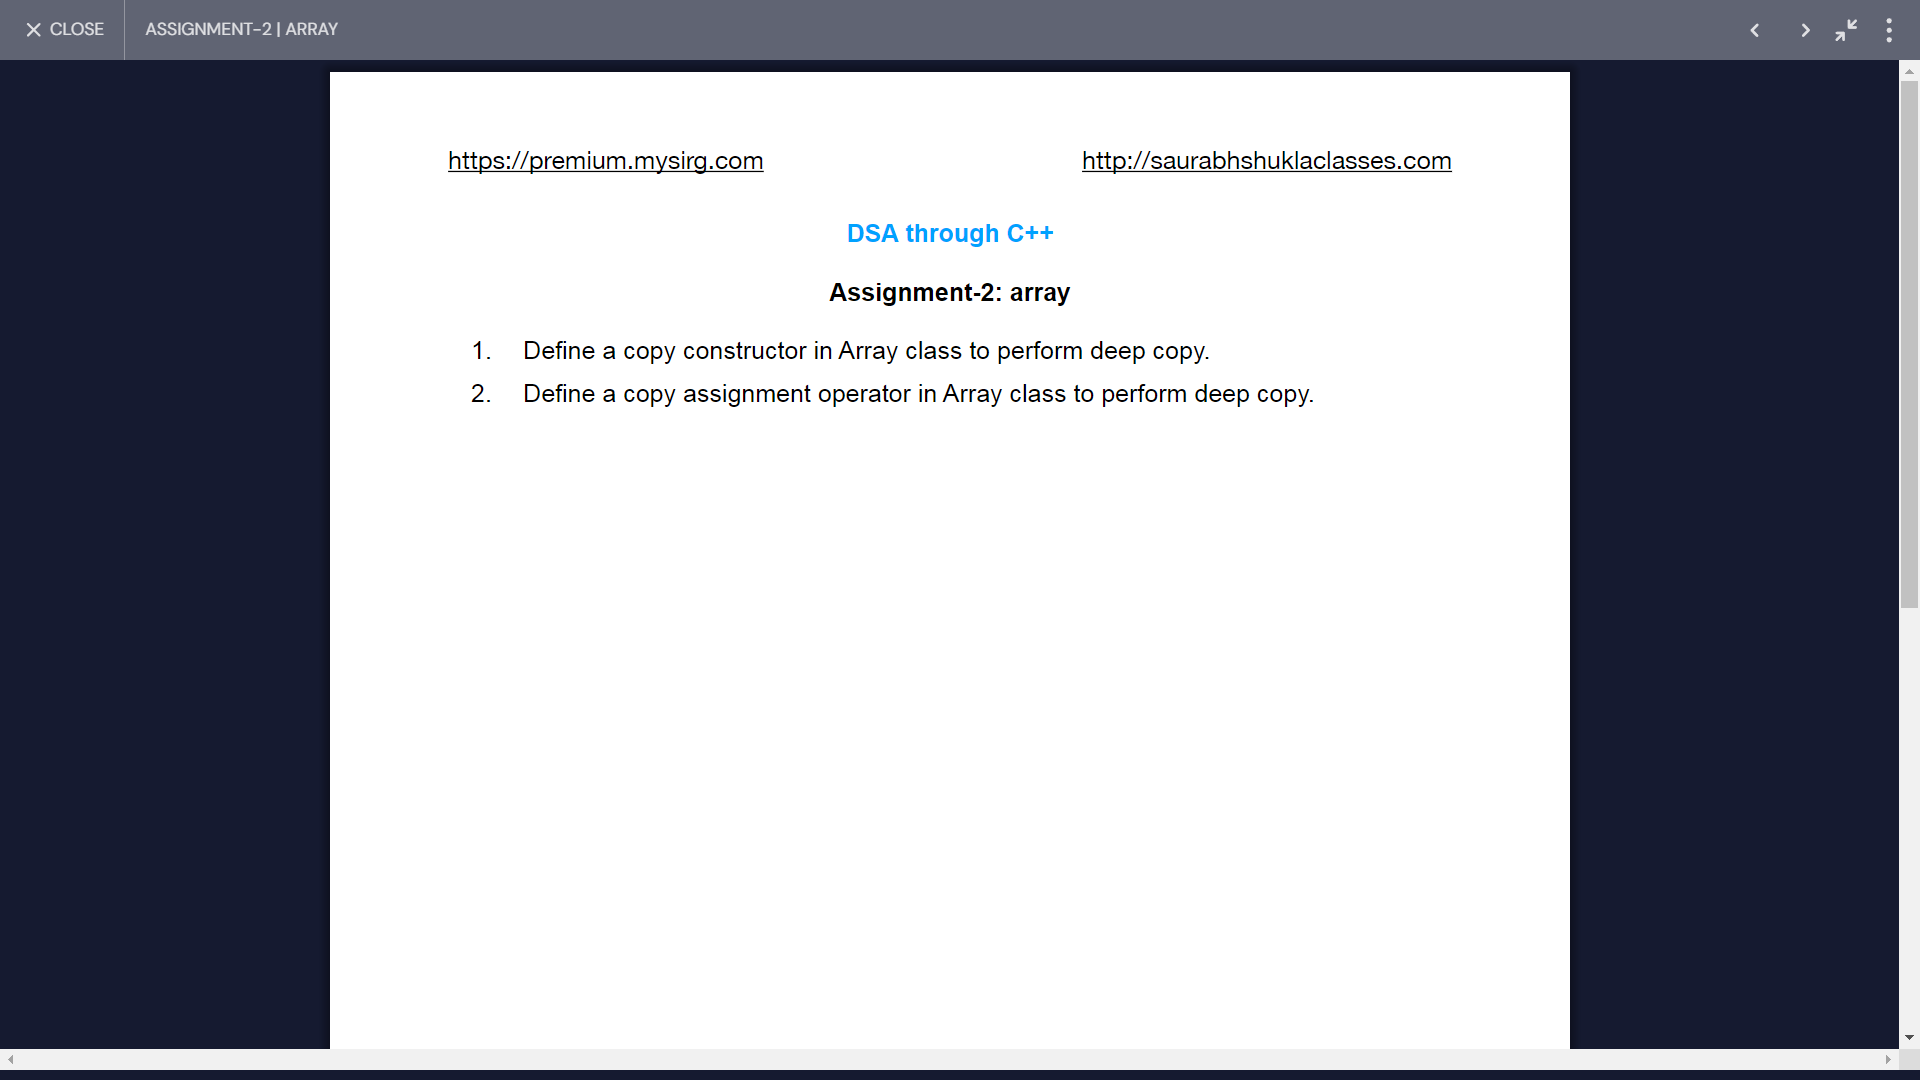 CLOSE
ASSIGNMENT-2 | ARRAY
https://premium.mysirg.com
http://saurabhshuklaclasses.com
DSA through C++
Assignment-2: array
1. Define a copy constructor in Array class to perform deep copy.
2. Define a copy assignment operator in Array class to perform deep copy.